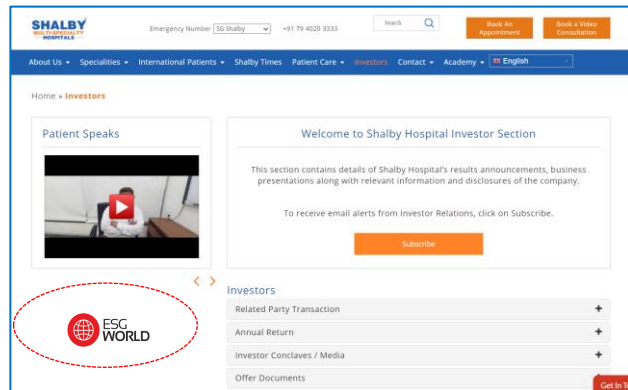 SHALBY
MULTI-SPECIALTY
HOSPITALS
Emergency Number
SG Shalby
+91 79 4020 3333
Search
Book An
Appointment
Book a Video
Consultation
About Us
Specialities
International Patients
Shalby Times
Patient Care
Investors
Contact
Academy
English
Home » Investors
Patient Speaks
Welcome to Shalby Hospital Investor Section
This section contains details of Shalby Hospital's results announcements, business
presentations along with relevant information and disclosures of the company.
To receive email alerts from Investor Relations, click on Subscribe.
Subscribe
ESG
WORLD
Investors
Related Party Transaction +
Annual Return +
Investor Conclaves / Media +
Offer Documents
Get In T